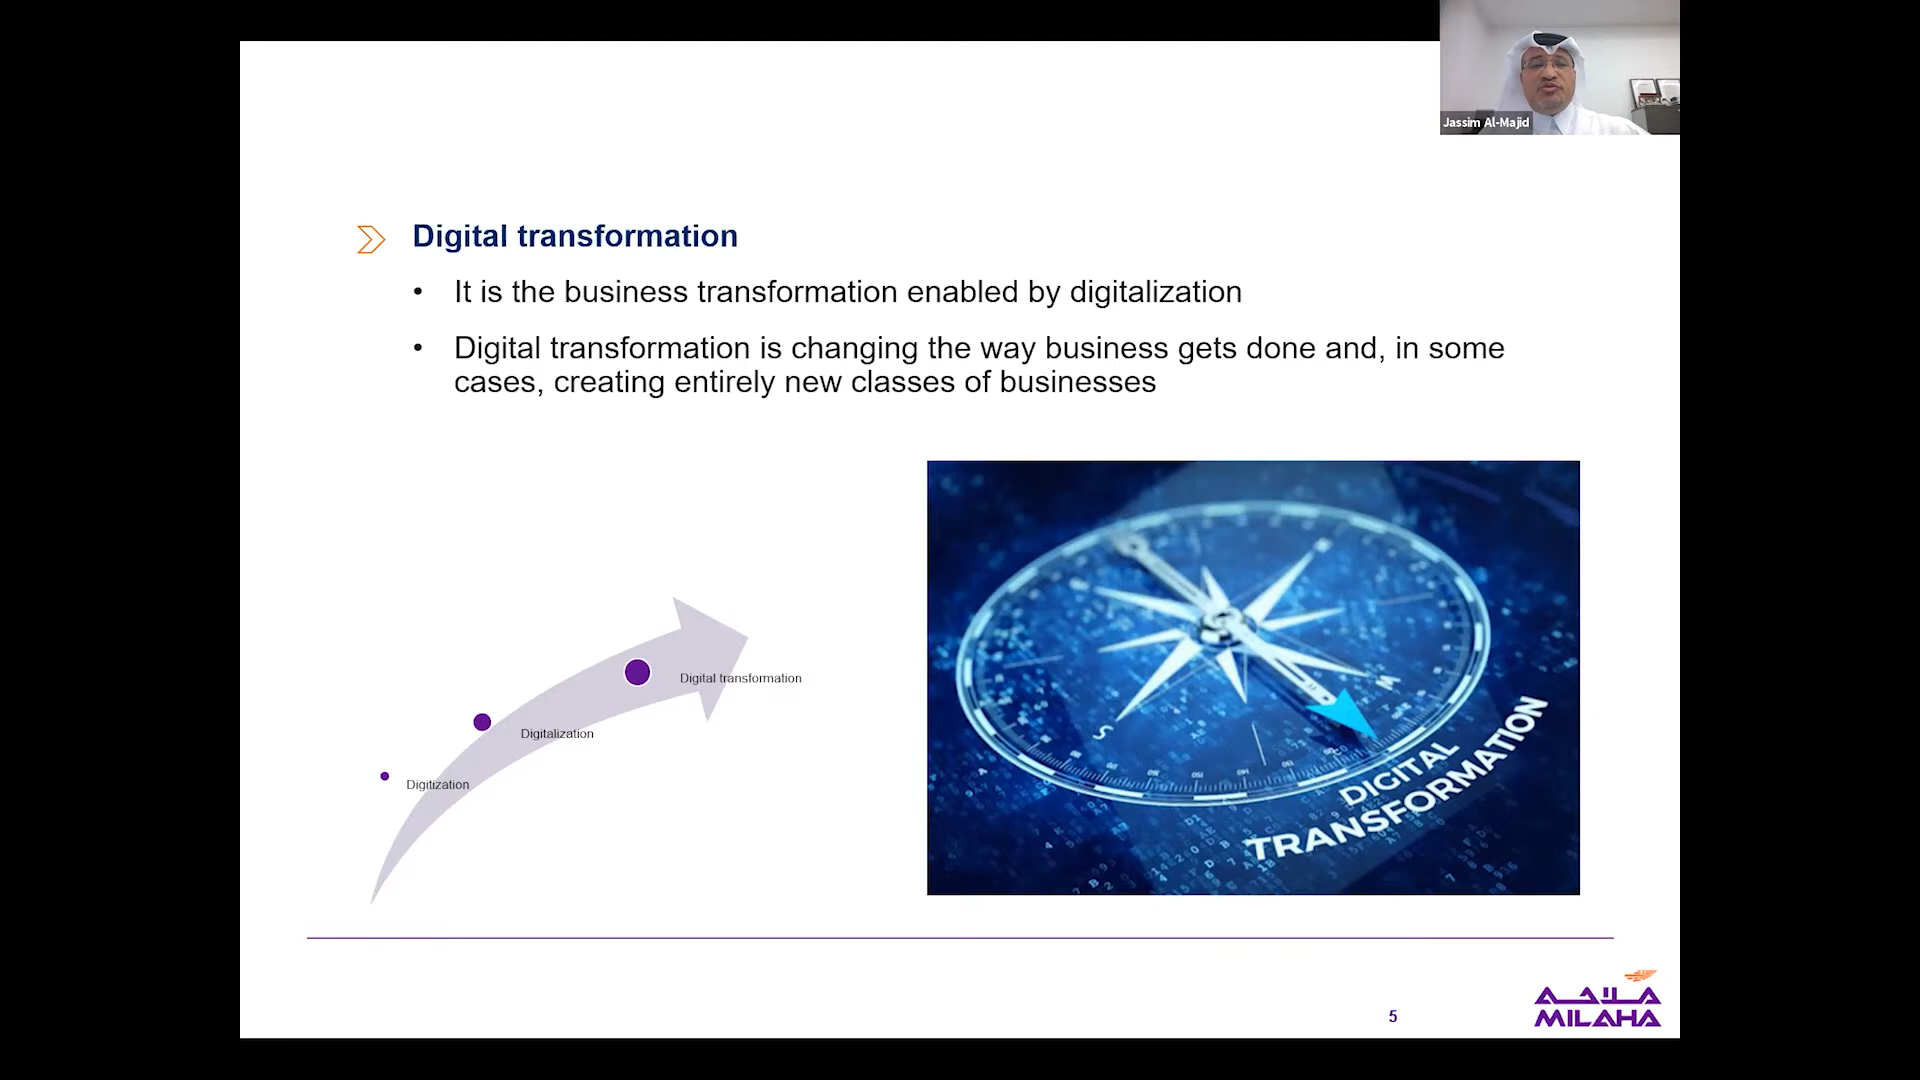 Jassim Al-Majid
Digital transformation
• It is the business transformation enabled by digitalization
• Digital transformation is changing the way business gets done and, in some
cases, creating entirely new classes of businesses
Digital transformation
Digitalization
Digitization
S
W
DIGITAL
TRANSFORMATION
5
ملاحة
MILAHA